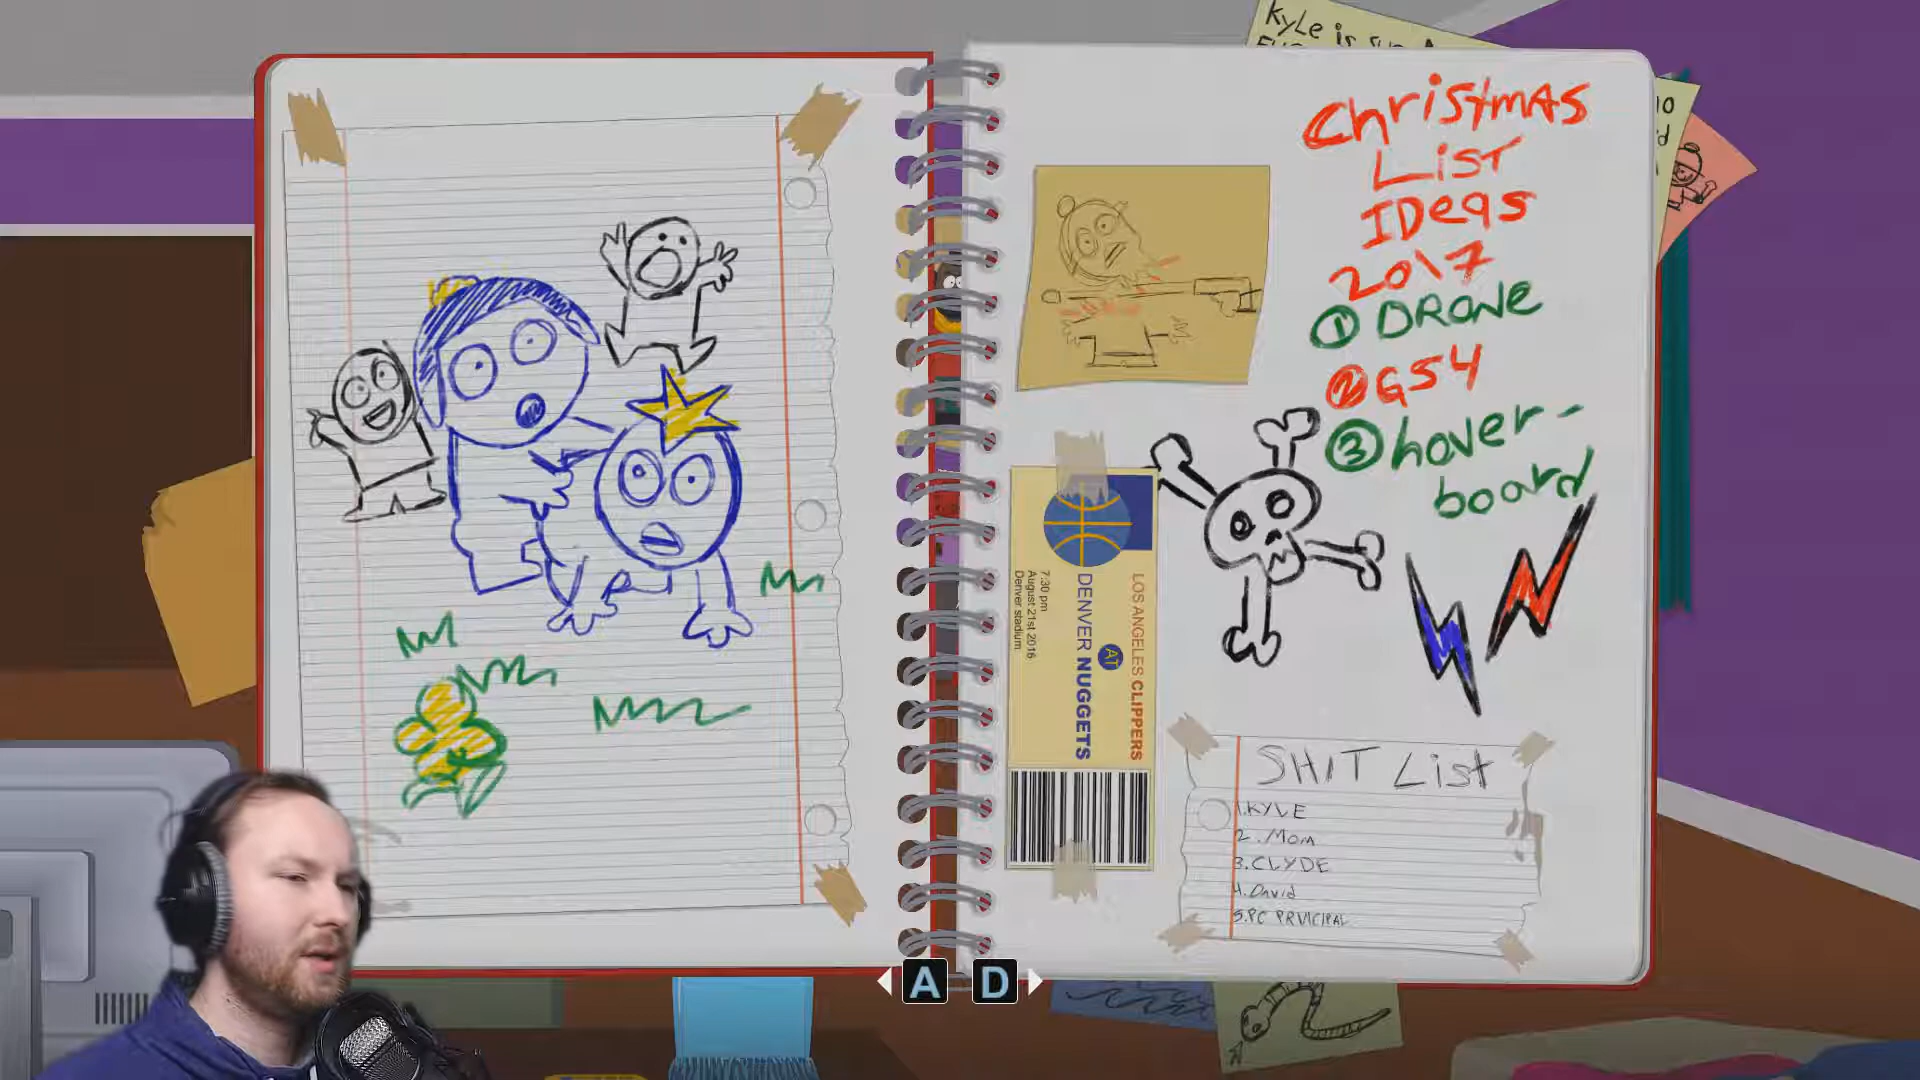 Kyle is
10
Christmas
List
IDeas
2017
① DRONE
② GS4
③ hover-
board
LOS ANGELES CLIPPERS
AT
DENVER NUGGETS
7:30 pm
August 21st 2016
Denver stadium
SHIT List
1. KYLE
2. Mom
3. CLYDE
4. David
5. PC PRVICIPAL
A D